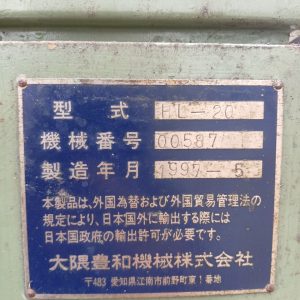 型式 HL-20
機械番号 00587
製造年月 1997-5
本製品は、外国為替および外国貿易管理法の
規定により、日本国外に輸出する際には
日本国政府の輸出許可が必要です。
大隈豊和機械株式会社
〒483 愛知県江南市前野町東1番地